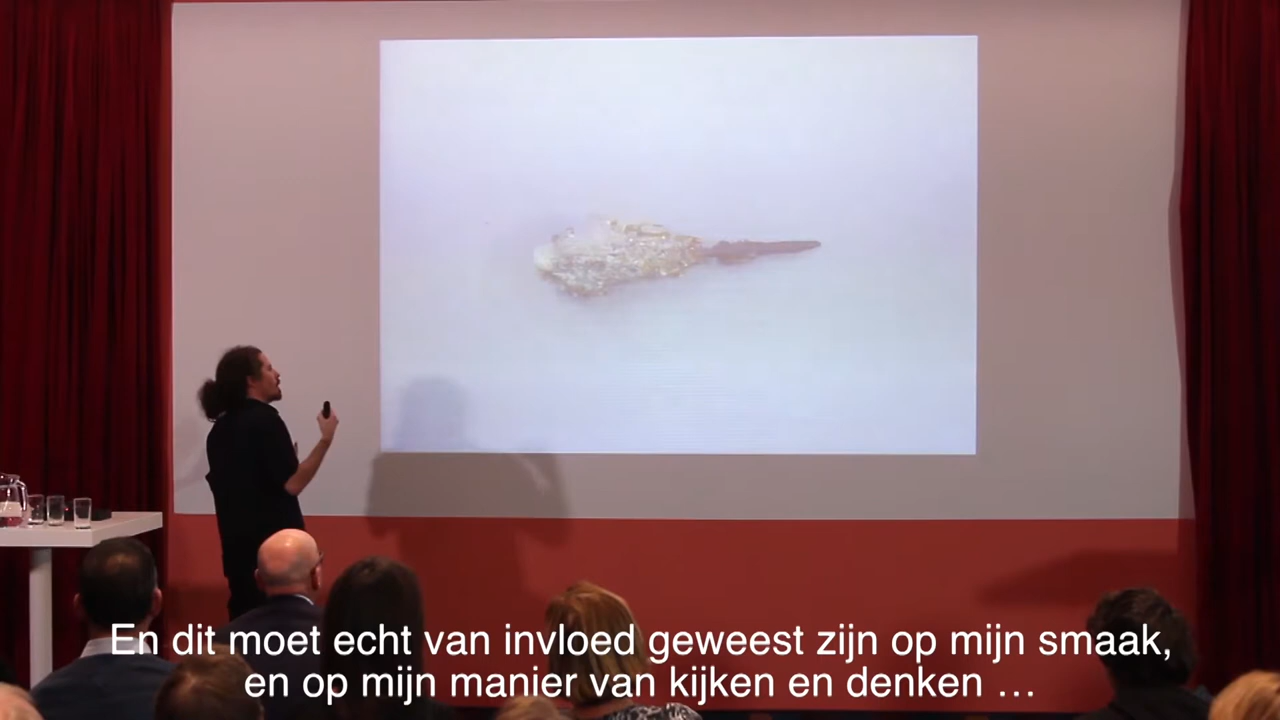 En dit moet echt van invloed geweest zijn op mijn smaak,
en op mijn manier van kijken en denken ...